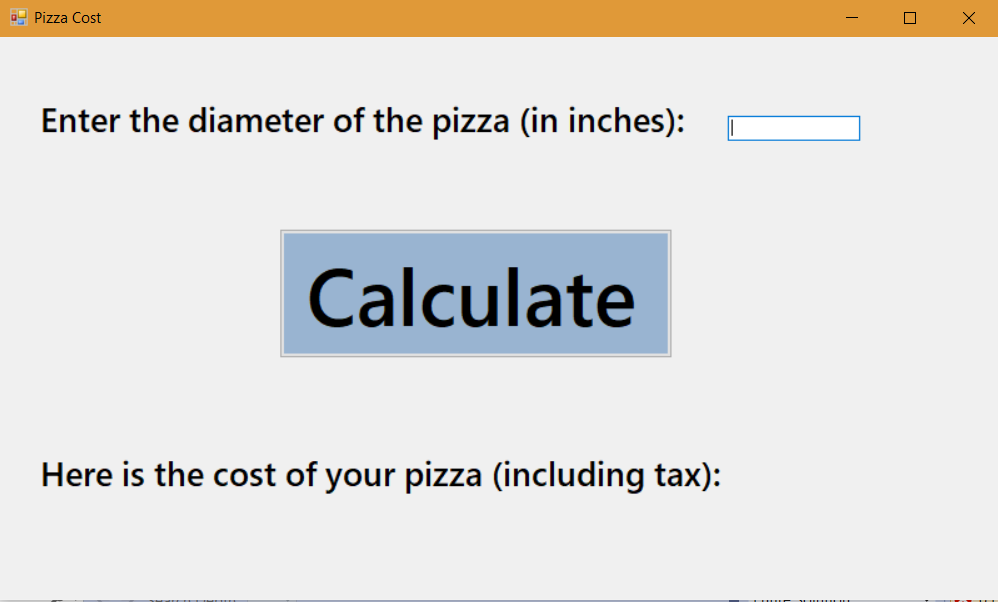 Pizza Cost
Enter the diameter of the pizza (in inches):
Calculate
Here is the cost of your pizza (including tax):